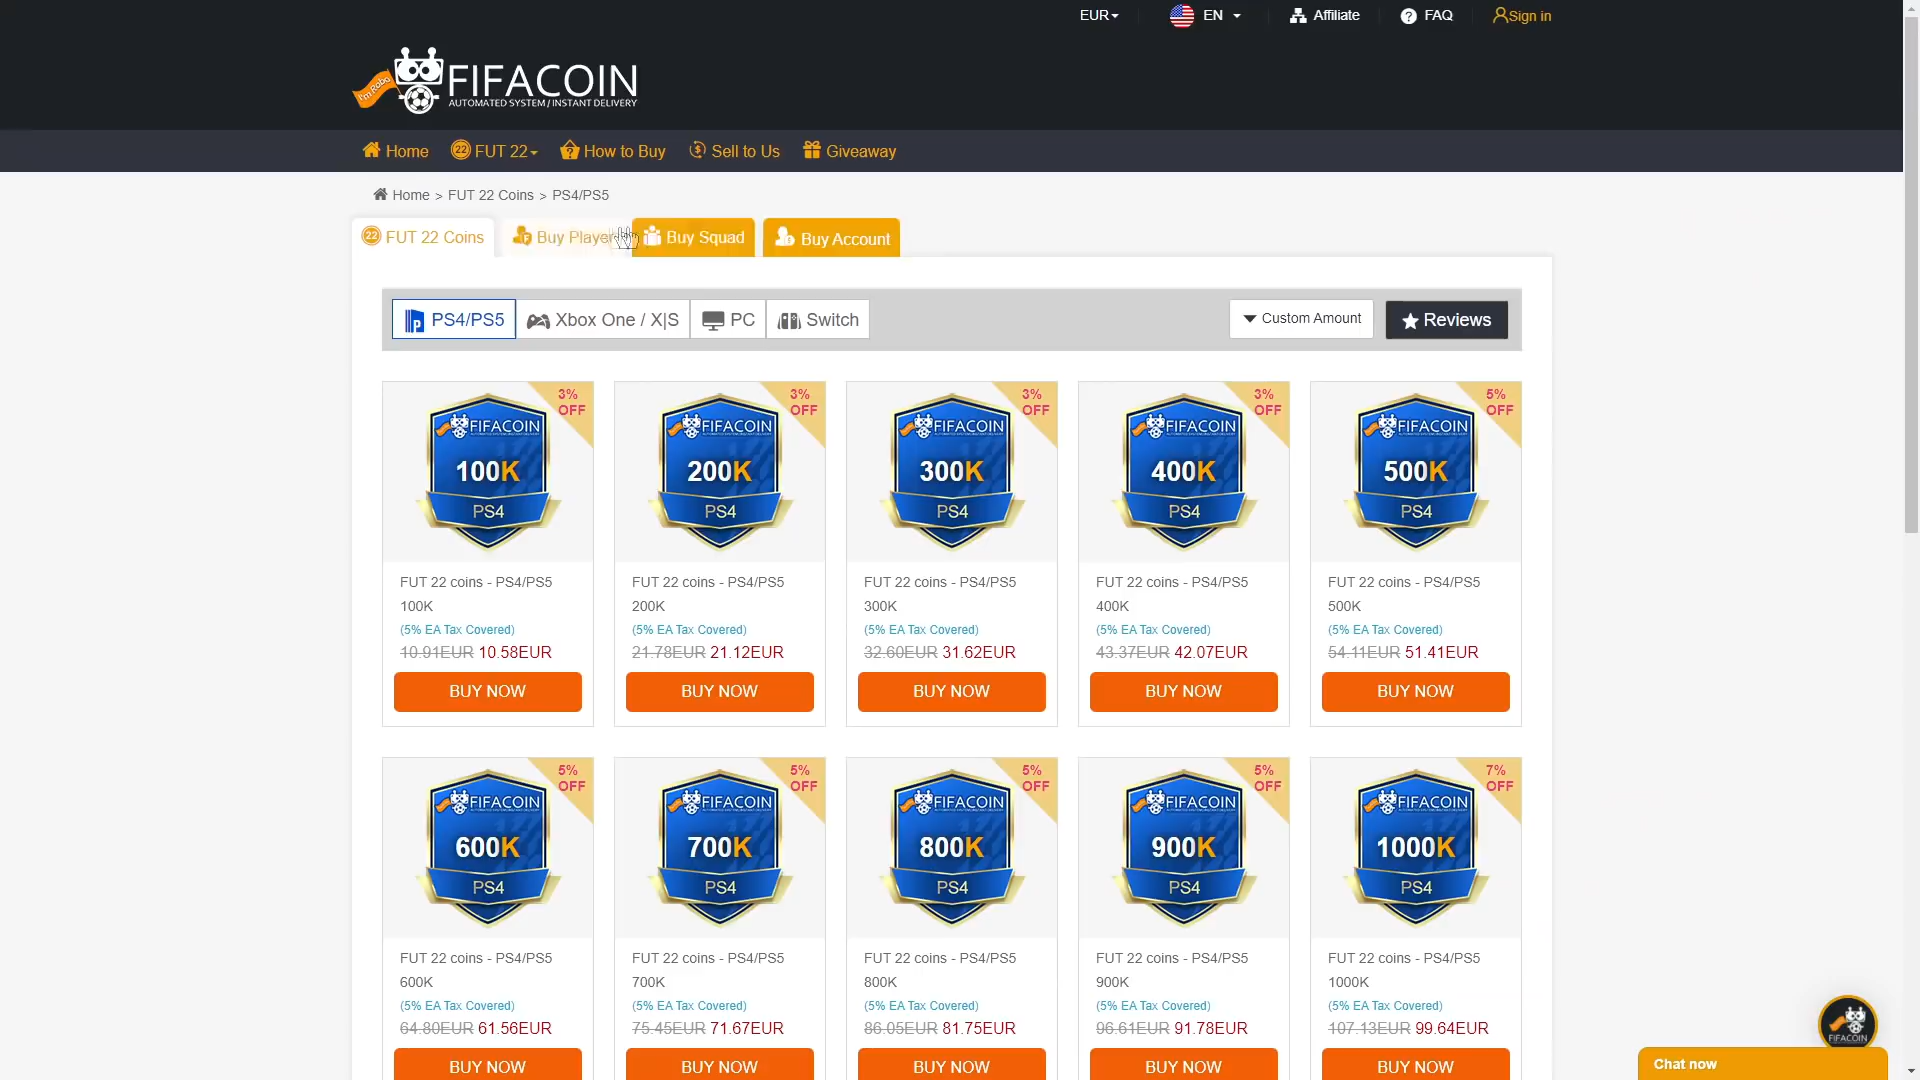 EUR
EN
Affiliate
FAQ
Sign in
I'm Robo
FIFACOIN
AUTOMATED SYSTEM / INSTANT DELIVERY
Home
22 FUT 22
How to Buy
Sell to Us
Giveaway
Home > FUT 22 Coins > PS4/PS5
22 FUT 22 Coins
Buy Player
Buy Squad
Buy Account
PS4/PS5
Xbox One / X|S
PC
Switch
Custom Amount
Reviews
3% OFF
FIFACOIN
100K
PS4
FUT 22 coins - PS4/PS5
100K
(5% EA Tax Covered)
10.91EUR 10.58EUR
BUY NOW
3% OFF
FIFACOIN
200K
PS4
FUT 22 coins - PS4/PS5
200K
(5% EA Tax Covered)
21.78EUR 21.12EUR
BUY NOW
3% OFF
FIFACOIN
300K
PS4
FUT 22 coins - PS4/PS5
300K
(5% EA Tax Covered)
32.60EUR 31.62EUR
BUY NOW
3% OFF
FIFACOIN
400K
PS4
FUT 22 coins - PS4/PS5
400K
(5% EA Tax Covered)
43.37EUR 42.07EUR
BUY NOW
5% OFF
FIFACOIN
500K
PS4
FUT 22 coins - PS4/PS5
500K
(5% EA Tax Covered)
54.11EUR 51.41EUR
BUY NOW
5% OFF
FIFACOIN
600K
PS4
FUT 22 coins - PS4/PS5
600K
(5% EA Tax Covered)
64.80EUR 61.56EUR
BUY NOW
5% OFF
FIFACOIN
700K
PS4
FUT 22 coins - PS4/PS5
700K
(5% EA Tax Covered)
75.45EUR 71.67EUR
BUY NOW
5% OFF
FIFACOIN
800K
PS4
FUT 22 coins - PS4/PS5
800K
(5% EA Tax Covered)
86.05EUR 81.75EUR
BUY NOW
5% OFF
FIFACOIN
900K
PS4
FUT 22 coins - PS4/PS5
900K
(5% EA Tax Covered)
96.61EUR 91.78EUR
BUY NOW
7% OFF
FIFACOIN
1000K
PS4
FUT 22 coins - PS4/PS5
1000K
(5% EA Tax Covered)
107.13EUR 99.64EUR
BUY NOW
FIFACOIN
Chat now